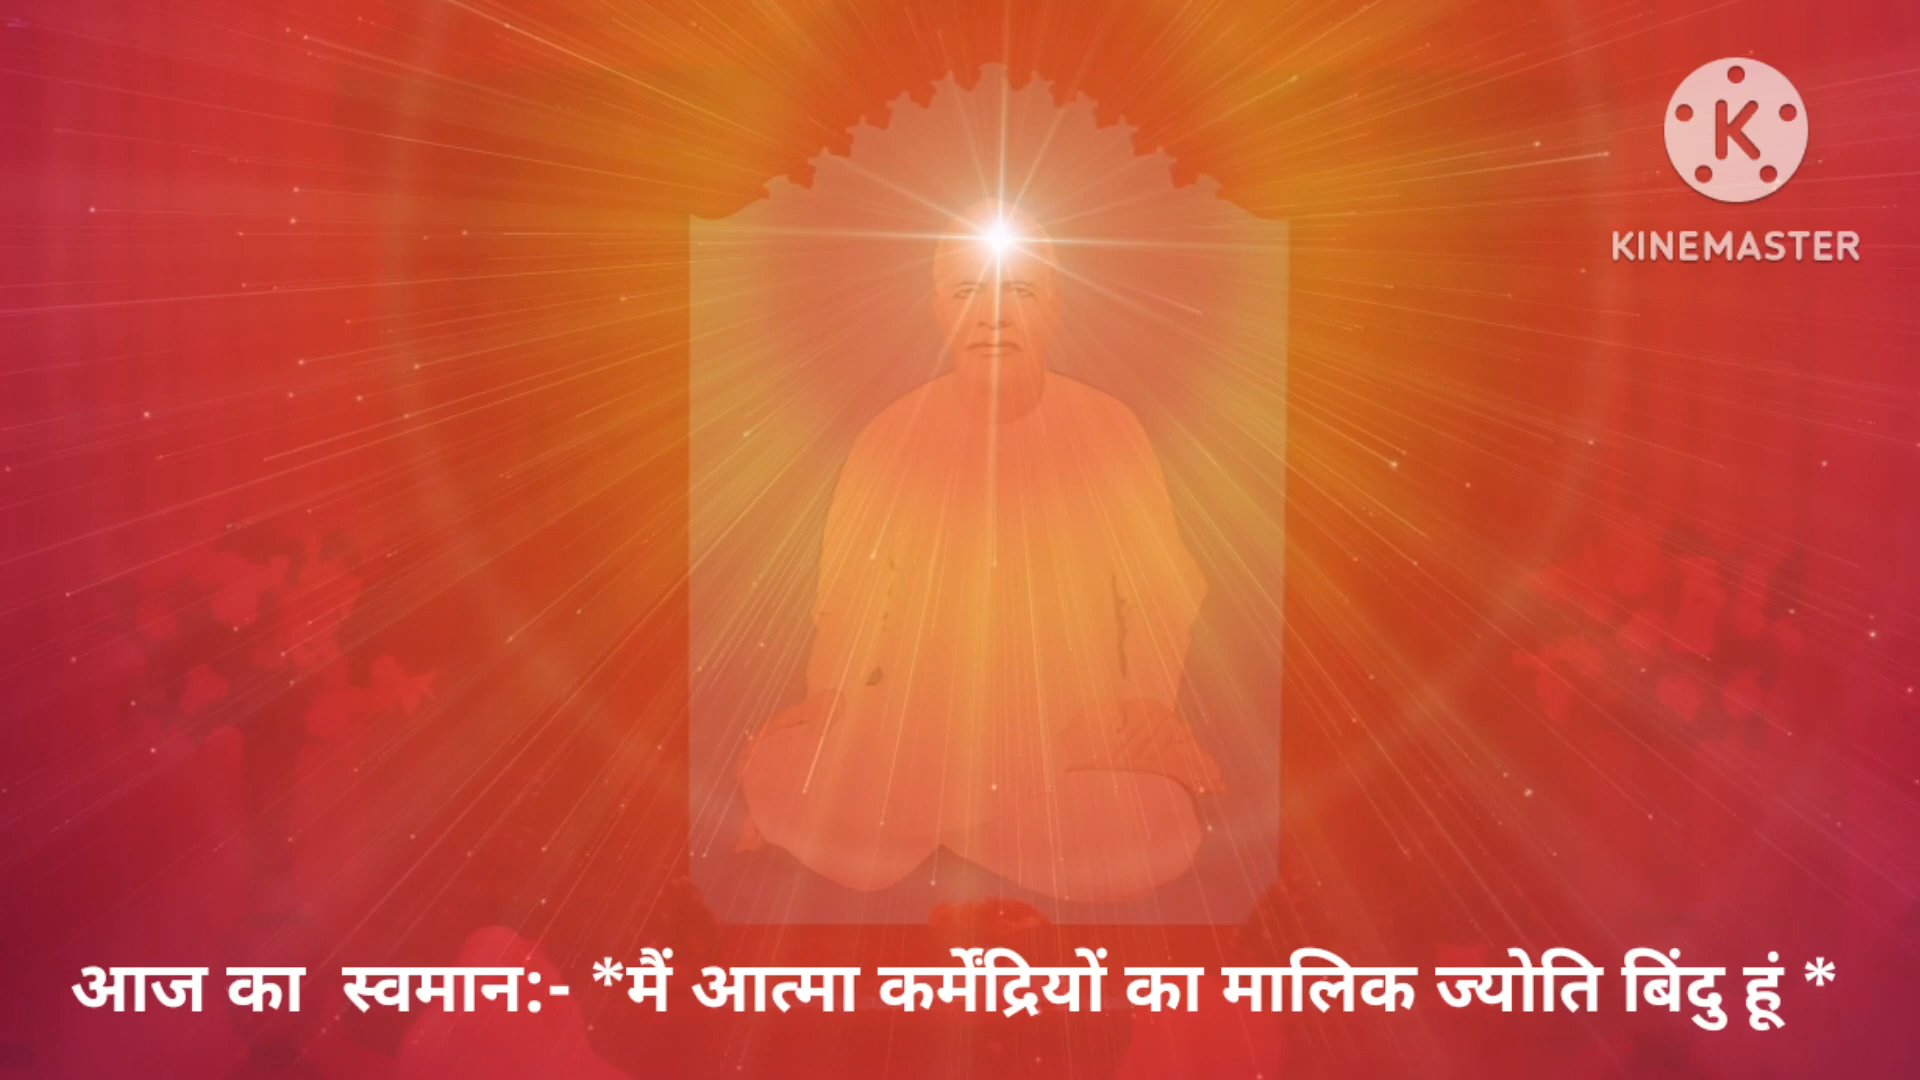 K
KINEMASTER
आज का स्वमान:- *मैं आत्मा कर्मेंद्रियों का मालिक ज्योति बिंदु हूं *